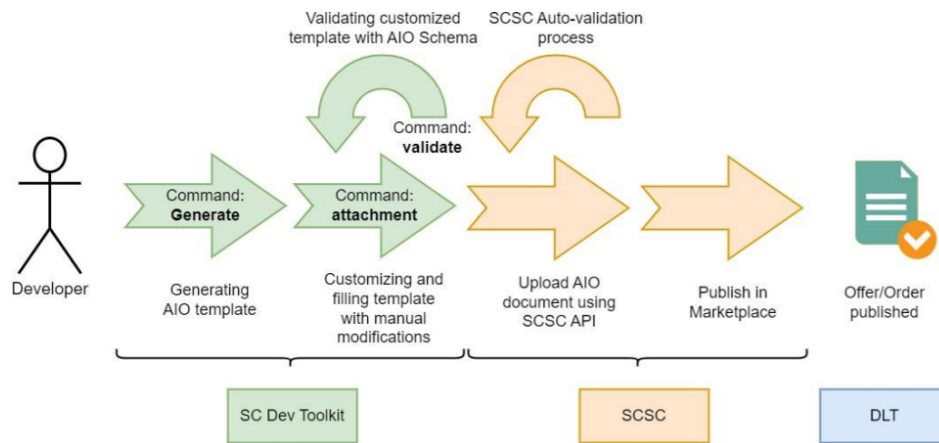 Validating customized
template with AIO Schema
SCSC Auto-validation
process
Command:
validate
Command:
Generate
Command:
attachment
Developer
Generating
AIO template
Customizing and
filling template
with manual
modifications
Upload AIO
document using
SCSC API
Publish in
Marketplace
Offer/Order
published
SC Dev Toolkit
SCSC
DLT